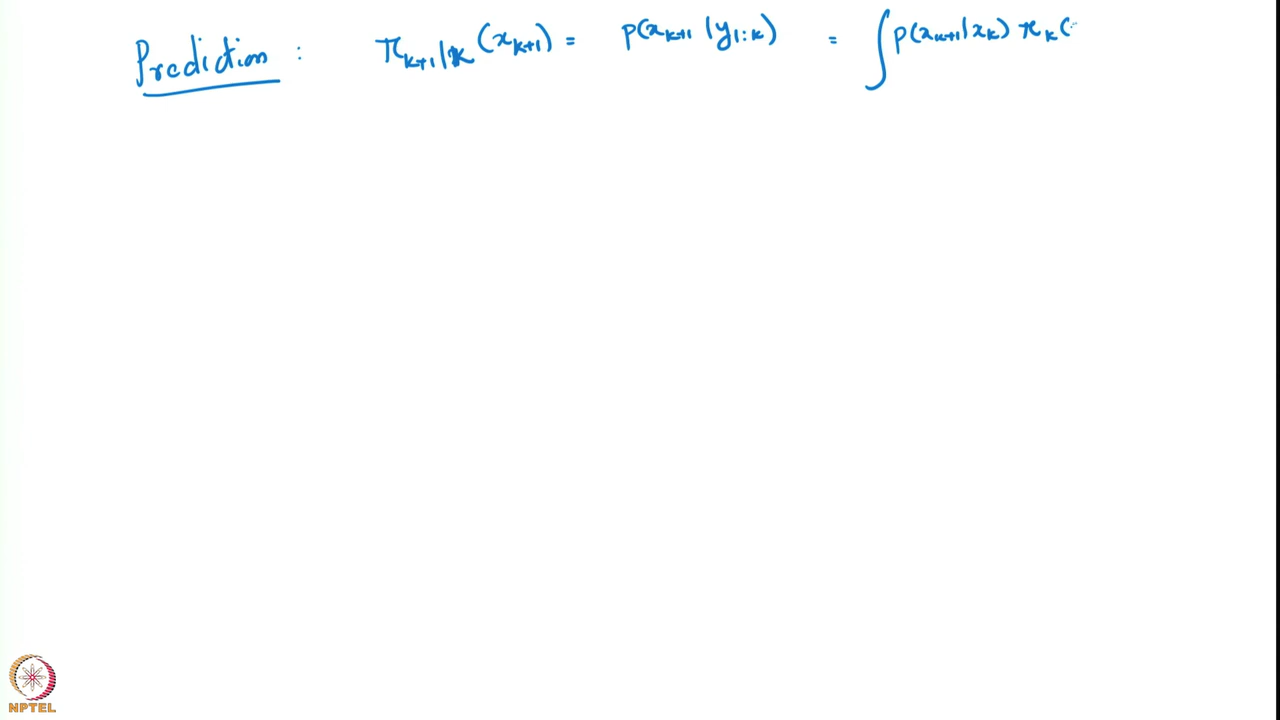 Prediction : π_{k+1|k}(x_{k+1}) = p(x_{k+1} | y_{1:k}) = ∫ p(x_{k+1} | x_k) π_k(
NPTEL